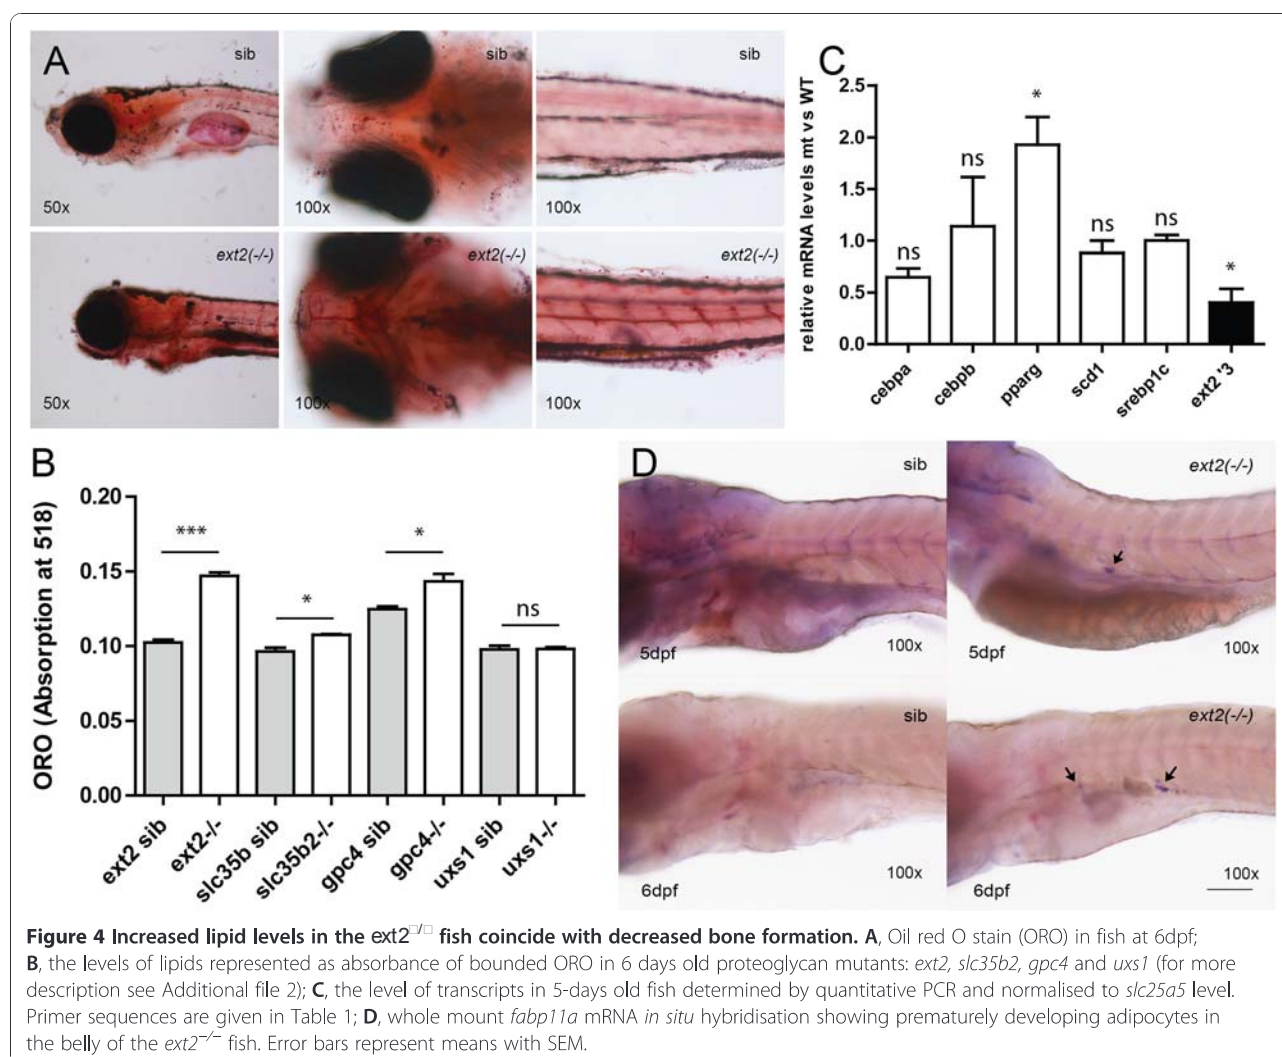 A
sib
50x
sib
100x
sib
100x
ext2(-/-)
50x
ext2(-/-)
100x
ext2(-/-)
100x
C
relative mRNA levels mt vs WT
2.5
2.0
1.5
1.0
0.5
0.0
ns
ns
*
ns
ns
*
cebpa
cebpb
pparg
scd1
srebp1c
ext2 '3
B
ORO (Absorption at 518)
0.20
0.15
0.10
0.05
0.00
***
*
*
ns
ext2 sib
ext2-/-
slc35b sib
slc35b2-/-
gpc4 sib
gpc4-/-
uxs1 sib
uxs1-/-
D
sib
5dpf
100x
ext2(-/-)
5dpf
100x
sib
6dpf
100x
ext2(-/-)
6dpf
100x
Figure 4 Increased lipid levels in the ext2□/□ fish coincide with decreased bone formation. A, Oil red O stain (ORO) in fish at 6dpf;
B, the levels of lipids represented as absorbance of bounded ORO in 6 days old proteoglycan mutants: ext2, slc35b2, gpc4 and uxs1 (for more
description see Additional file 2); C, the level of transcripts in 5-days old fish determined by quantitative PCR and normalised to slc25a5 level.
Primer sequences are given in Table 1; D, whole mount fabp11a mRNA in situ hybridisation showing prematurely developing adipocytes in
the belly of the ext2−/− fish. Error bars represent means with SEM.